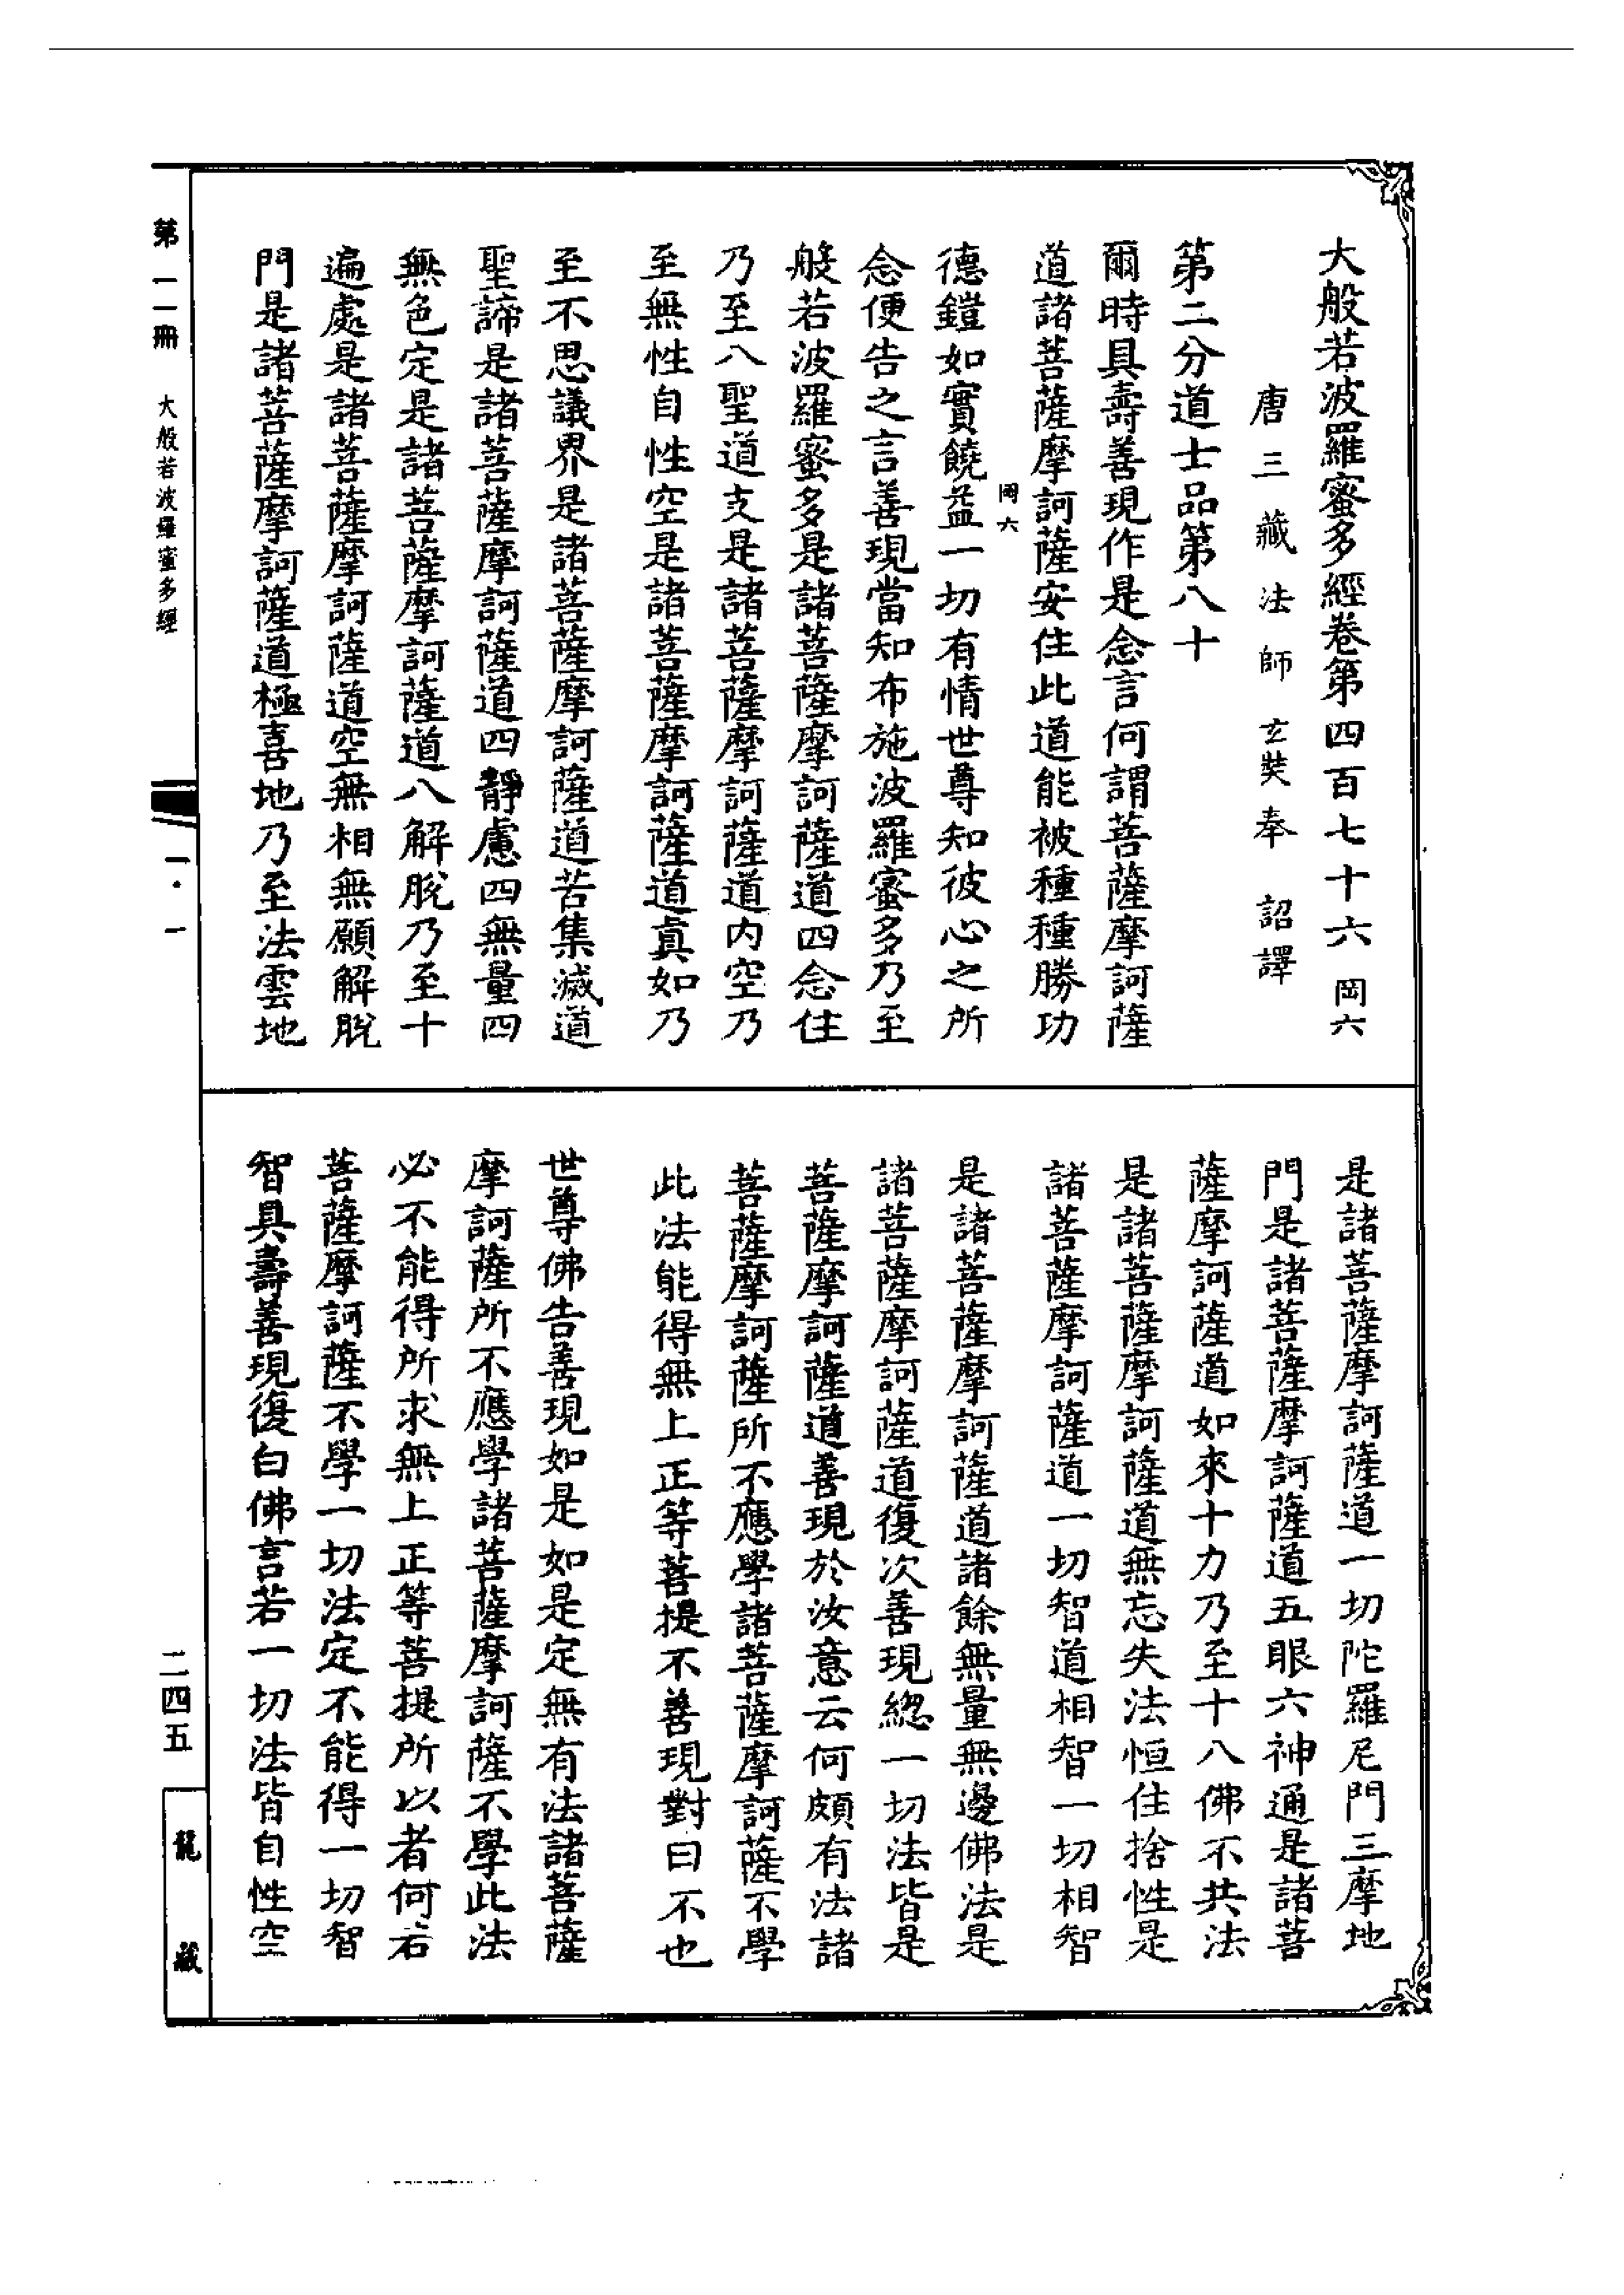 大般若波羅蜜多經卷第四百七十六 岡六
唐三藏法師玄奘奉 詔譯
第二分道士品第八十
爾時具壽善現作是念言何謂菩薩摩訶薩
道諸菩薩摩訶薩安住此道能被種種勝功
岡六
德鎧如實饒益一切有情世尊知彼心之所
念便告之言善現當知布施波羅蜜多乃至
般若波羅蜜多是諸菩薩摩訶薩道四念住
乃至八聖道支是諸菩薩摩訶薩道內空乃
至無性自性空是諸菩薩摩訶薩道真如乃
至不思議界是諸菩薩摩訶薩道苦集滅道
聖諦是諸菩薩摩訶薩道四靜慮四無量四
無色定是諸菩薩摩訶薩道八解脫乃至十
遍處是諸菩薩摩訶薩道空無相無願解脫
門是諸菩薩摩訶薩道極喜地乃至法雲地
是諸菩薩摩訶薩道一切陀羅尼門三摩地
門是諸菩薩摩訶薩道五眼六神通是諸菩
薩摩訶薩道如來十力乃至十八佛不共法
是諸菩薩摩訶薩道無忘失法恒住捨性是
諸菩薩摩訶薩道一切智道相智一切相智
是諸菩薩摩訶薩道諸餘無量無邊佛法是
諸菩薩摩訶薩道復次善現總一切法皆是
菩薩摩訶薩道善現於汝意云何頗有法諸
菩薩摩訶薩所不應學諸菩薩摩訶薩不學
此法能得無上正等菩提不善現對曰不也
世尊佛告善現如是如是定無有法諸菩薩
摩訶薩所不應學諸菩薩摩訶薩不學此法
必不能得所求無上正等菩提所以者何若
菩薩摩訶薩不學一切法定不能得一切智
智具壽善現復白佛言若一切法皆自性空
第一一冊 大般若波羅蜜多經
一·一
二四五
龍藏